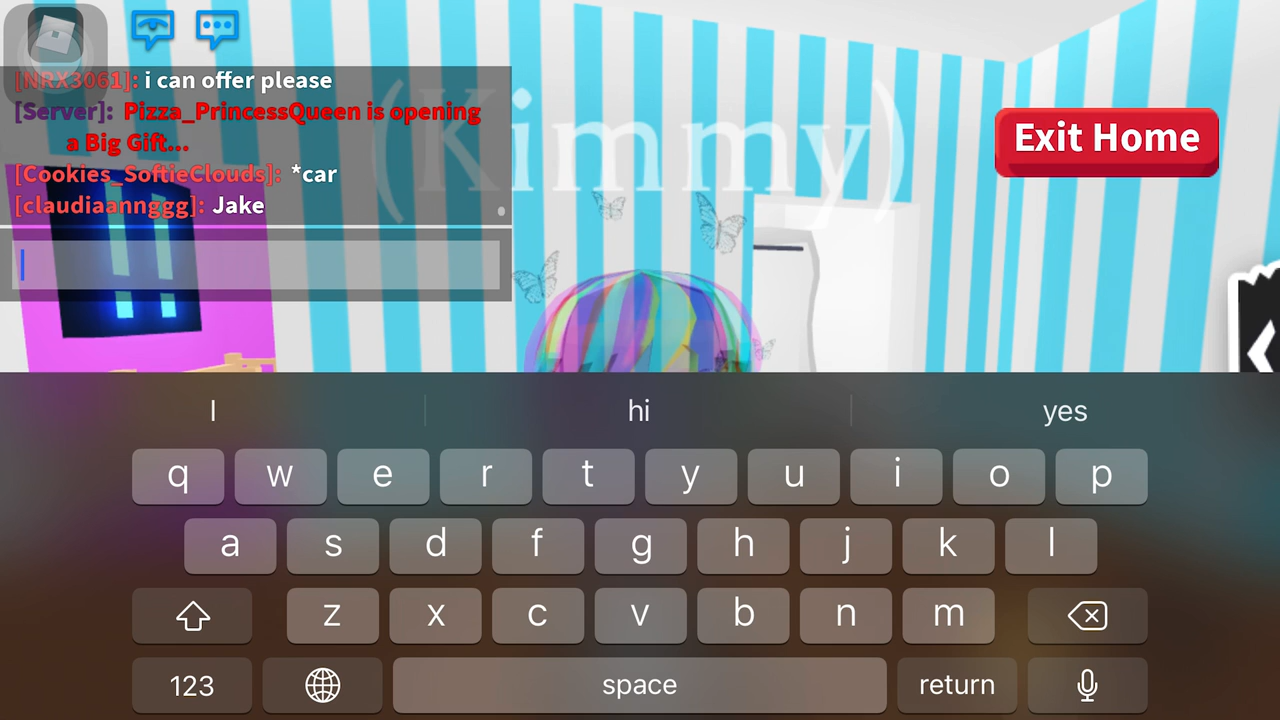 [NRX3061]: i can offer please
[Server]: Pizza_PrincessQueen is opening
a Big Gift...
[Cookies_SoftieClouds]: *car
[claudiaannggg]: Jake
(Kimmy)
Exit Home
I hi yes
q w e r t y u i o p
a s d f g h j k l
z x c v b n m
123 space return